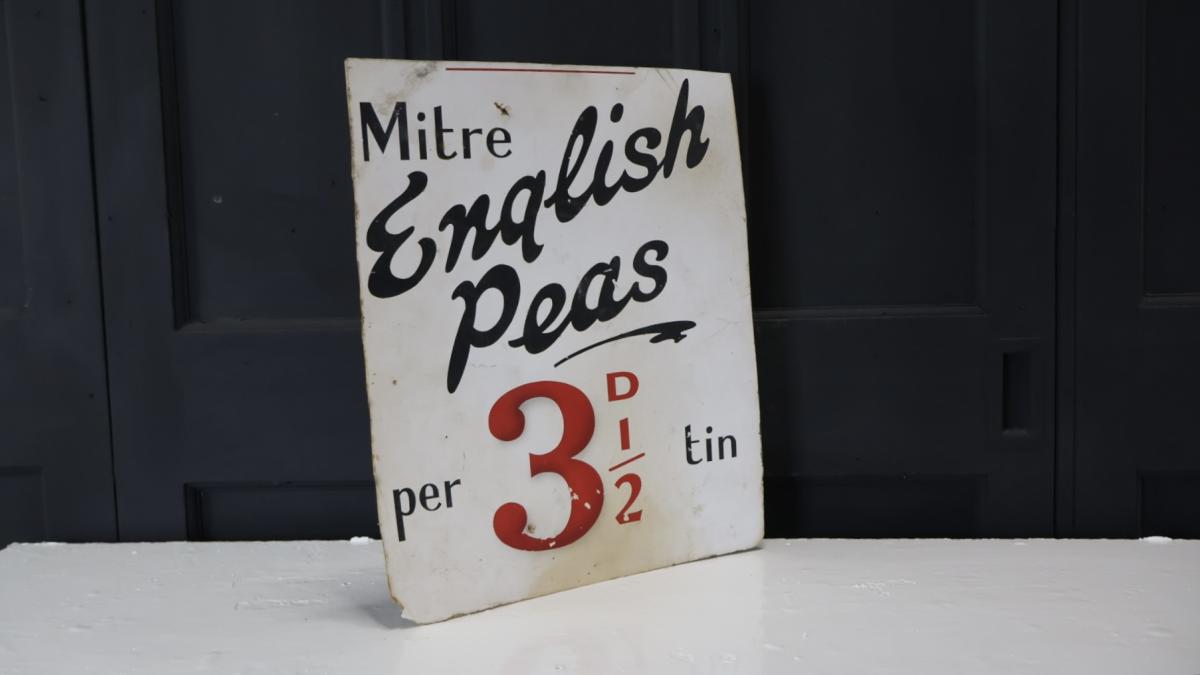 Mitre
English
Peas
per 3 1/2 D tin